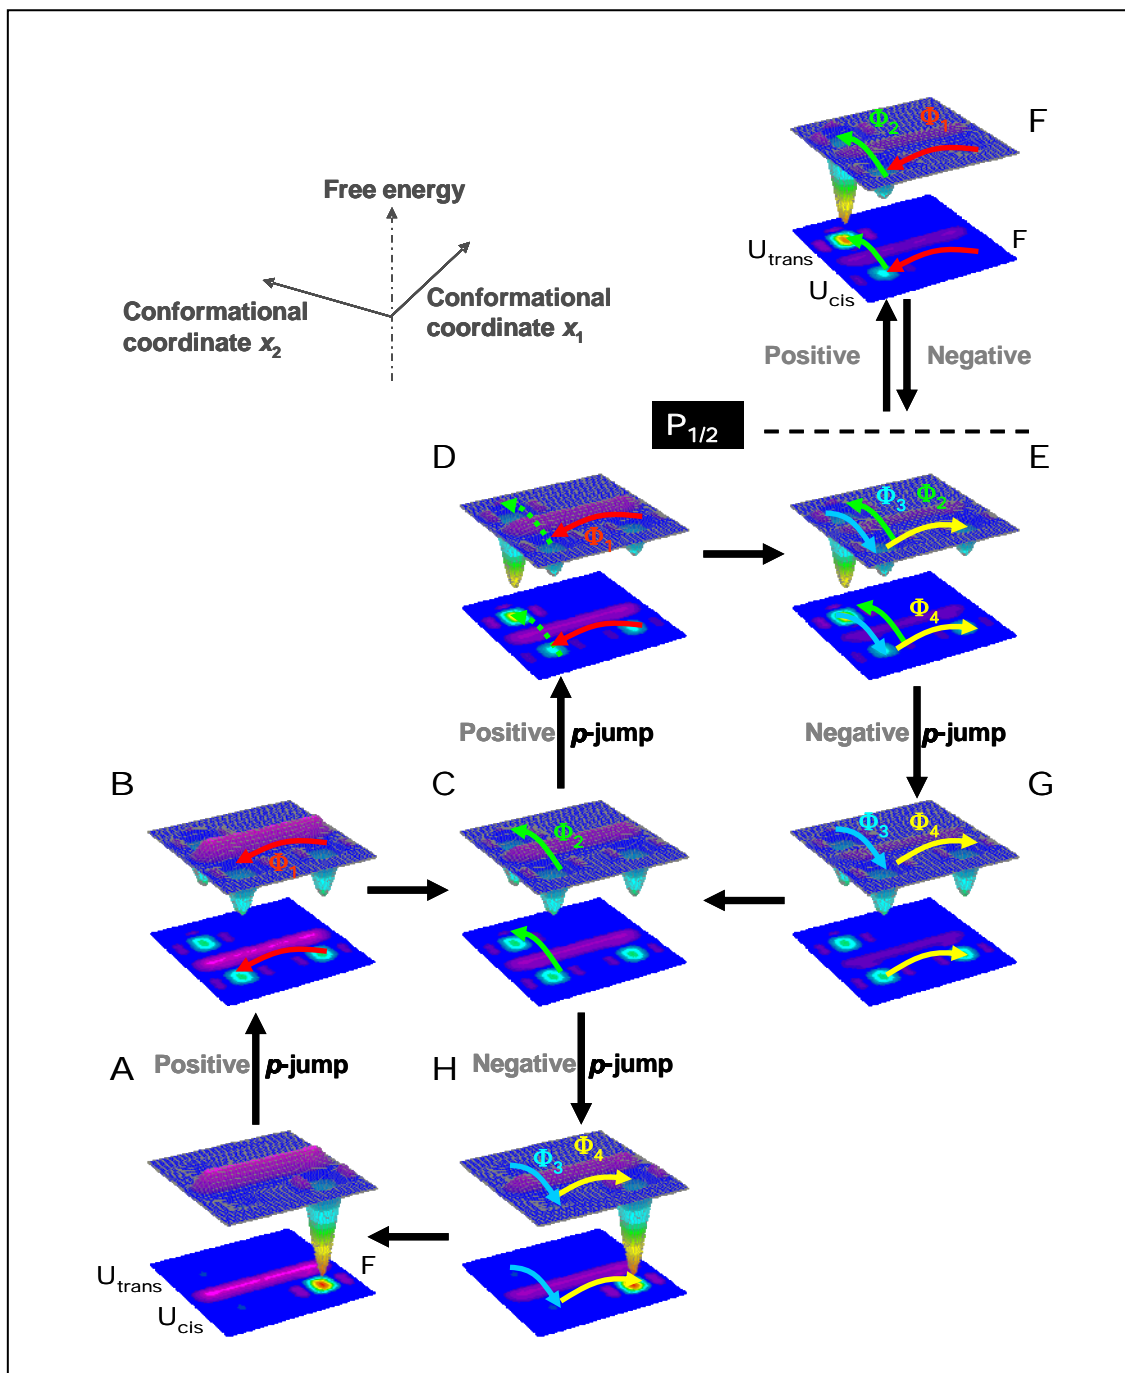 F
Φ2 Φ1
Free energy
Utrans
F
Ucis
Conformational
coordinate x2
Conformational
coordinate x1
Positive
Negative
P1/2
D
E
Φ1
Φ3 Φ2
Φ4
Positive p-jump
Negative p-jump
B
C
G
Φ1
Φ2
Φ3 Φ4
A
Positive p-jump
H
Negative p-jump
Φ3 Φ4
Utrans
F
Ucis